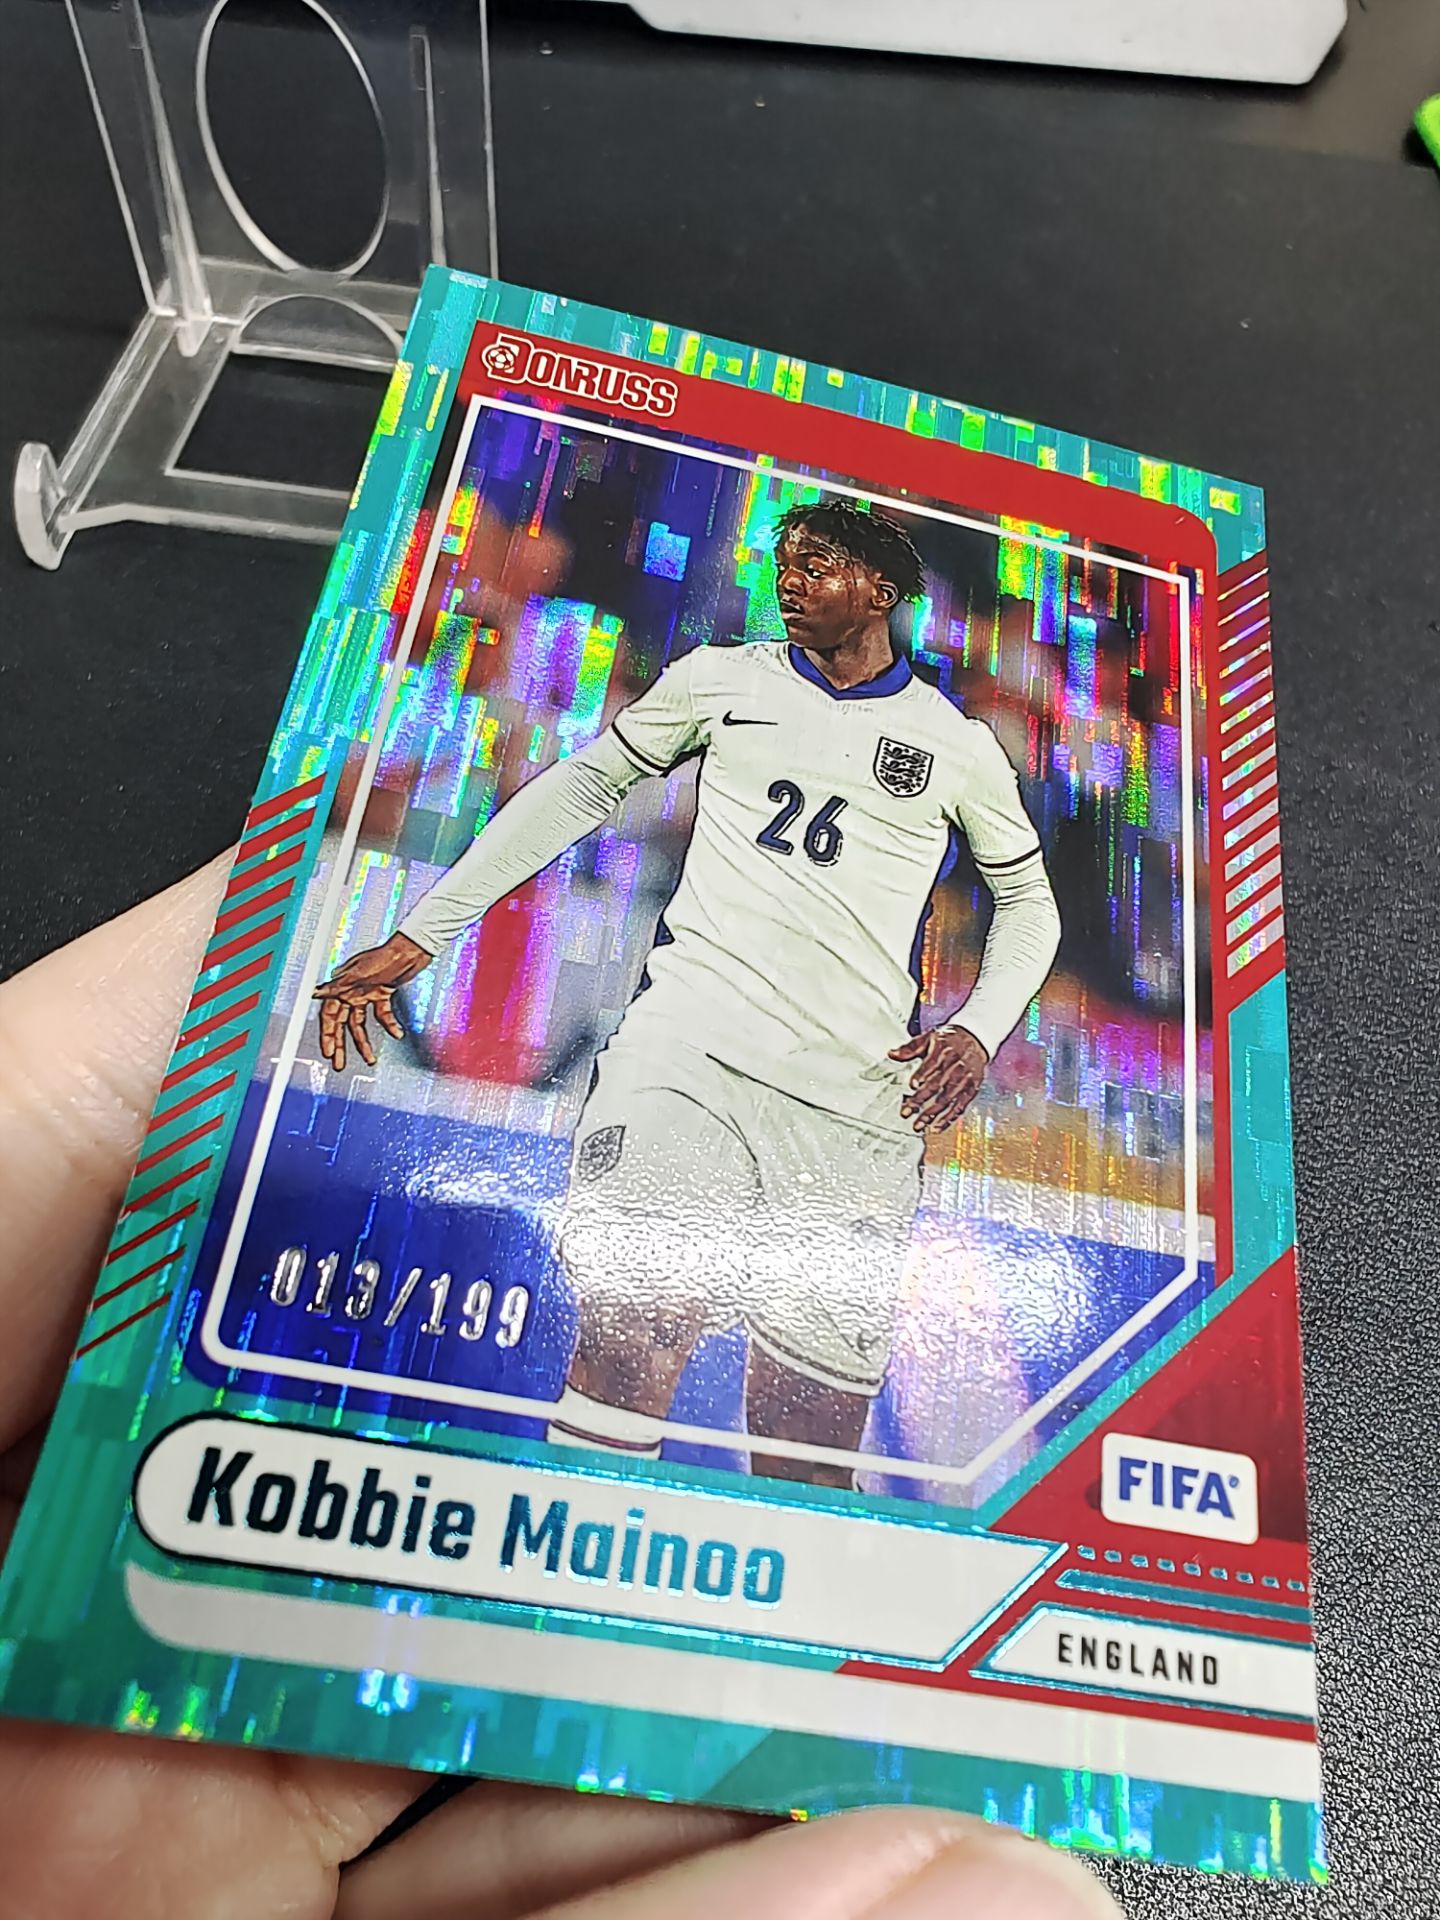 DONRUSS
26
013/199
Kobbie Mainoo
FIFA®
ENGLAND